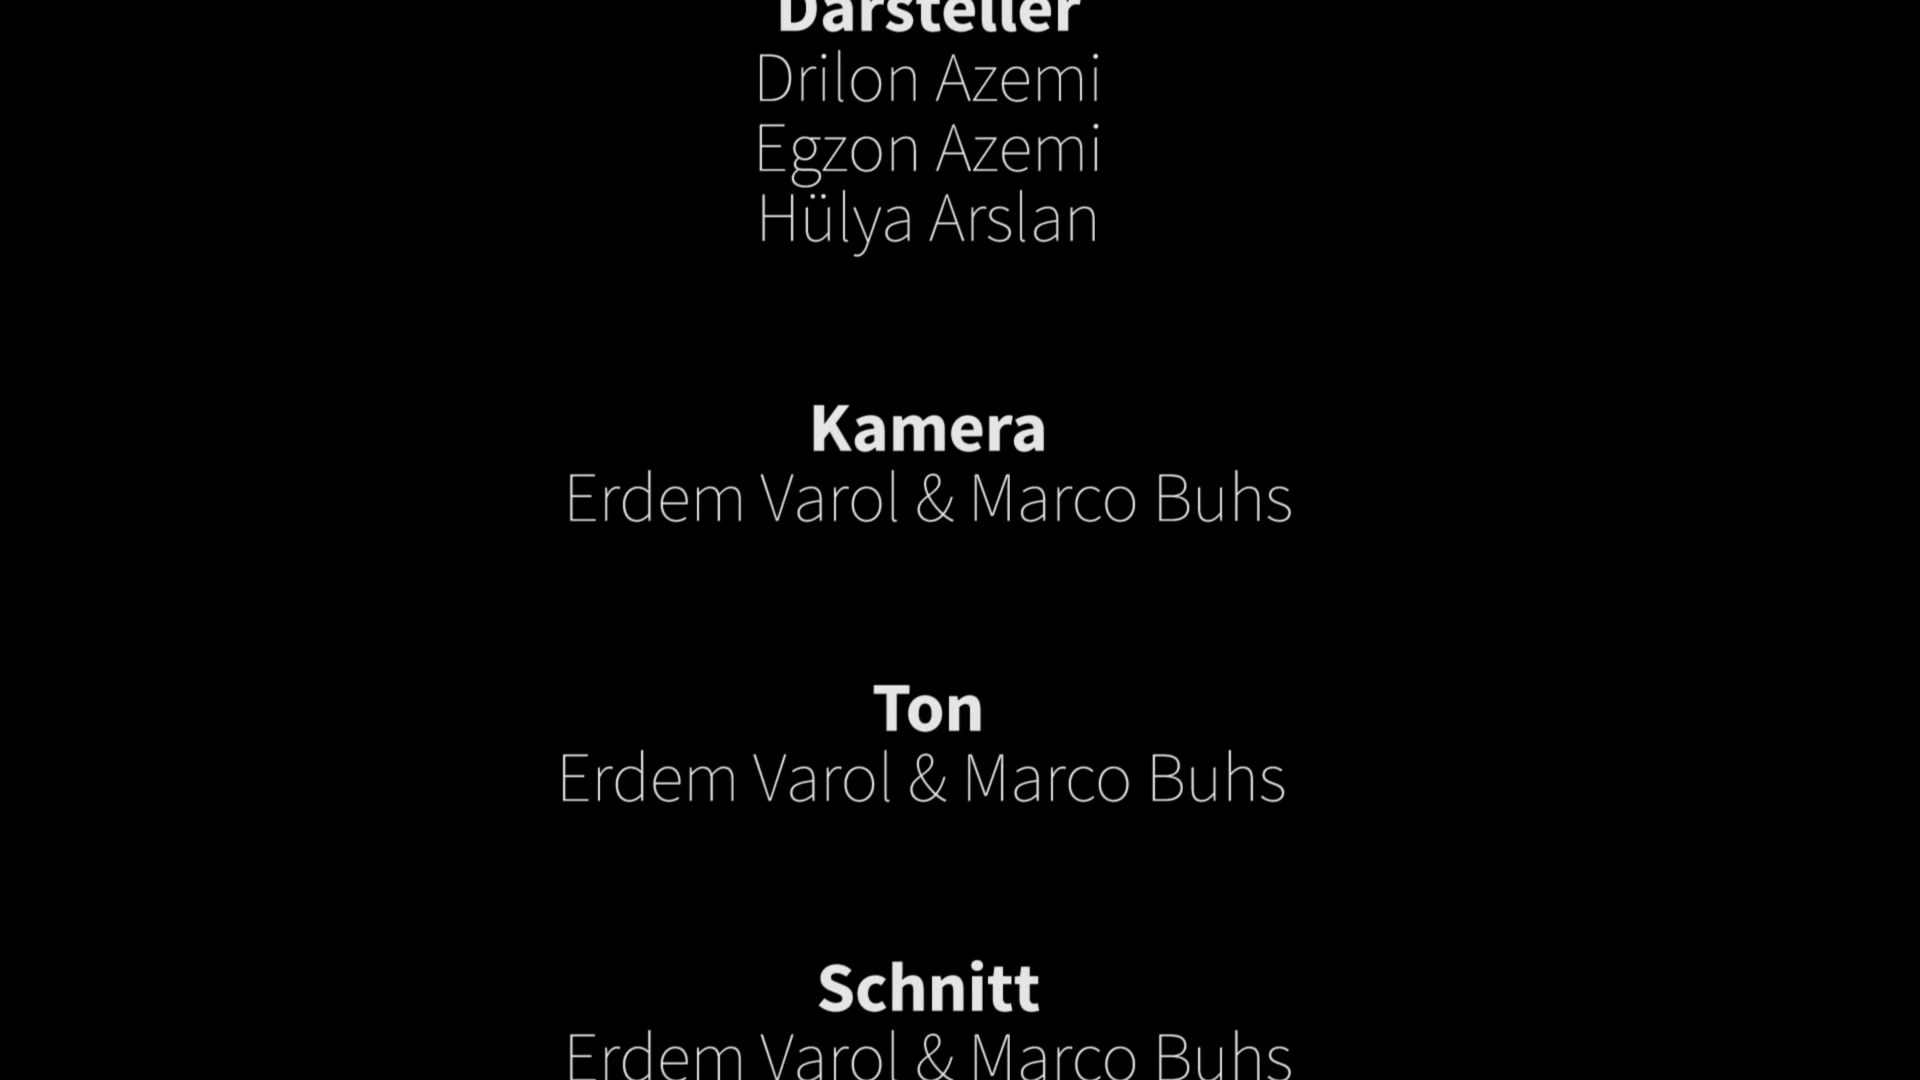 Darsteller
Drilon Azemi
Egzon Azemi
Hülya Arslan
Kamera
Erdem Varol & Marco Buhs
Ton
Erdem Varol & Marco Buhs
Schnitt
Erdem Varol & Marco Buhs